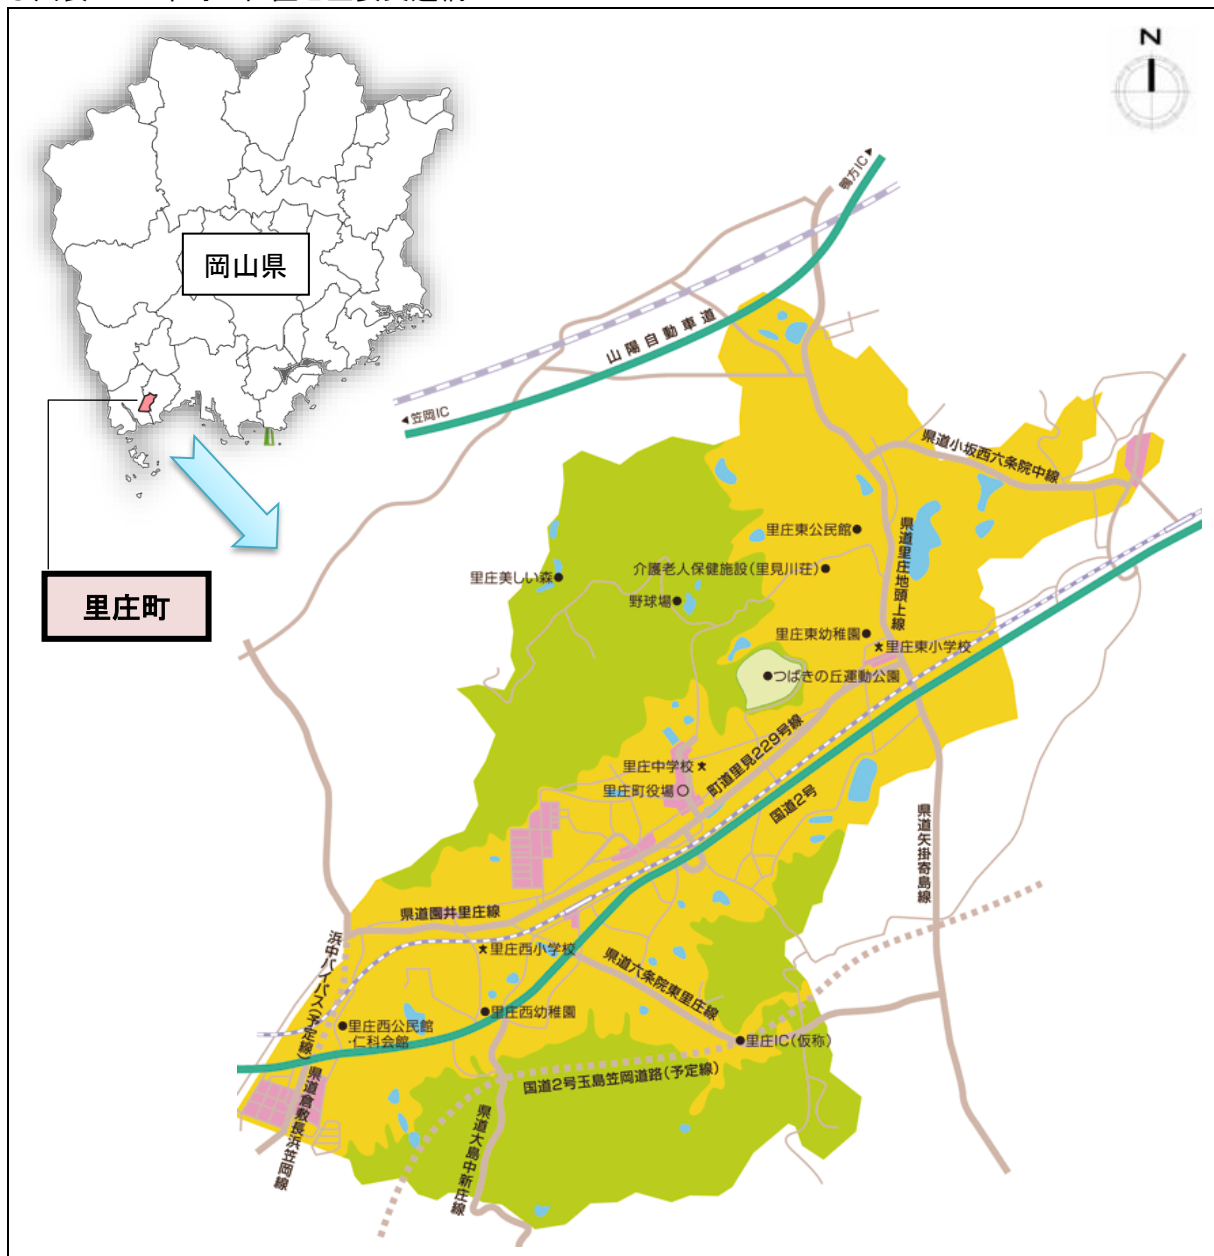 N
岡山県
里庄町
鴨方IC
山陽自動車道
笠岡IC
県道小坂西六条院中線
里庄東公民館
県道里庄地頭上線
介護老人保健施設(里見川荘)
里庄美しい森
野球場
里庄東幼稚園
里庄東小学校
つばきの丘運動公園
町道里見229号線
里庄中学校
里庄町役場
国道2号
県道矢掛寄島線
県道園井里庄線
浜中バイパス(予定線)
里庄西小学校
県道六条院東里庄線
里庄西幼稚園
里庄西公民館
・仁科会館
里庄IC(仮称)
国道2号玉島笠岡道路(予定線)
県道倉敷長浜笠岡線
県道大島中新庄線